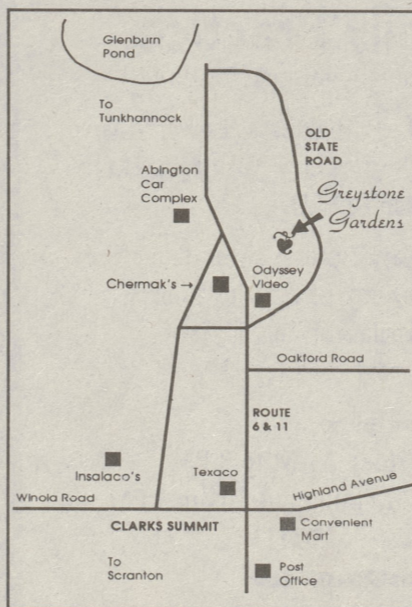 Glenburn
Pond
To
Tunkhannock
OLD
STATE
ROAD
Abington
Car
Complex
Greystone
Gardens
Chermak's →
Odyssey
Video
Oakford Road
ROUTE
6 & 11
Insalaco's
Texaco
Highland Avenue
Winola Road
CLARKS SUMMIT
Convenient
Mart
To
Scranton
Post
Office